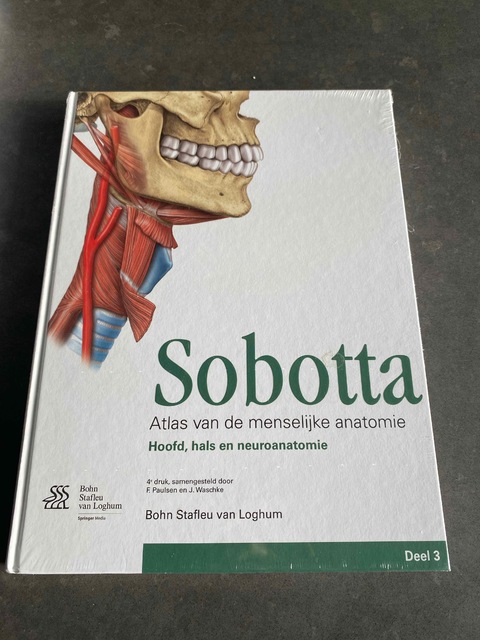 Sobotta
Atlas van de menselijke anatomie
Hoofd, hals en neuroanatomie
4e druk, samengesteld door
F. Paulsen en J. Waschke
Bohn
Stafleu
van Loghum
Springer Media
Bohn Stafleu van Loghum
Deel 3